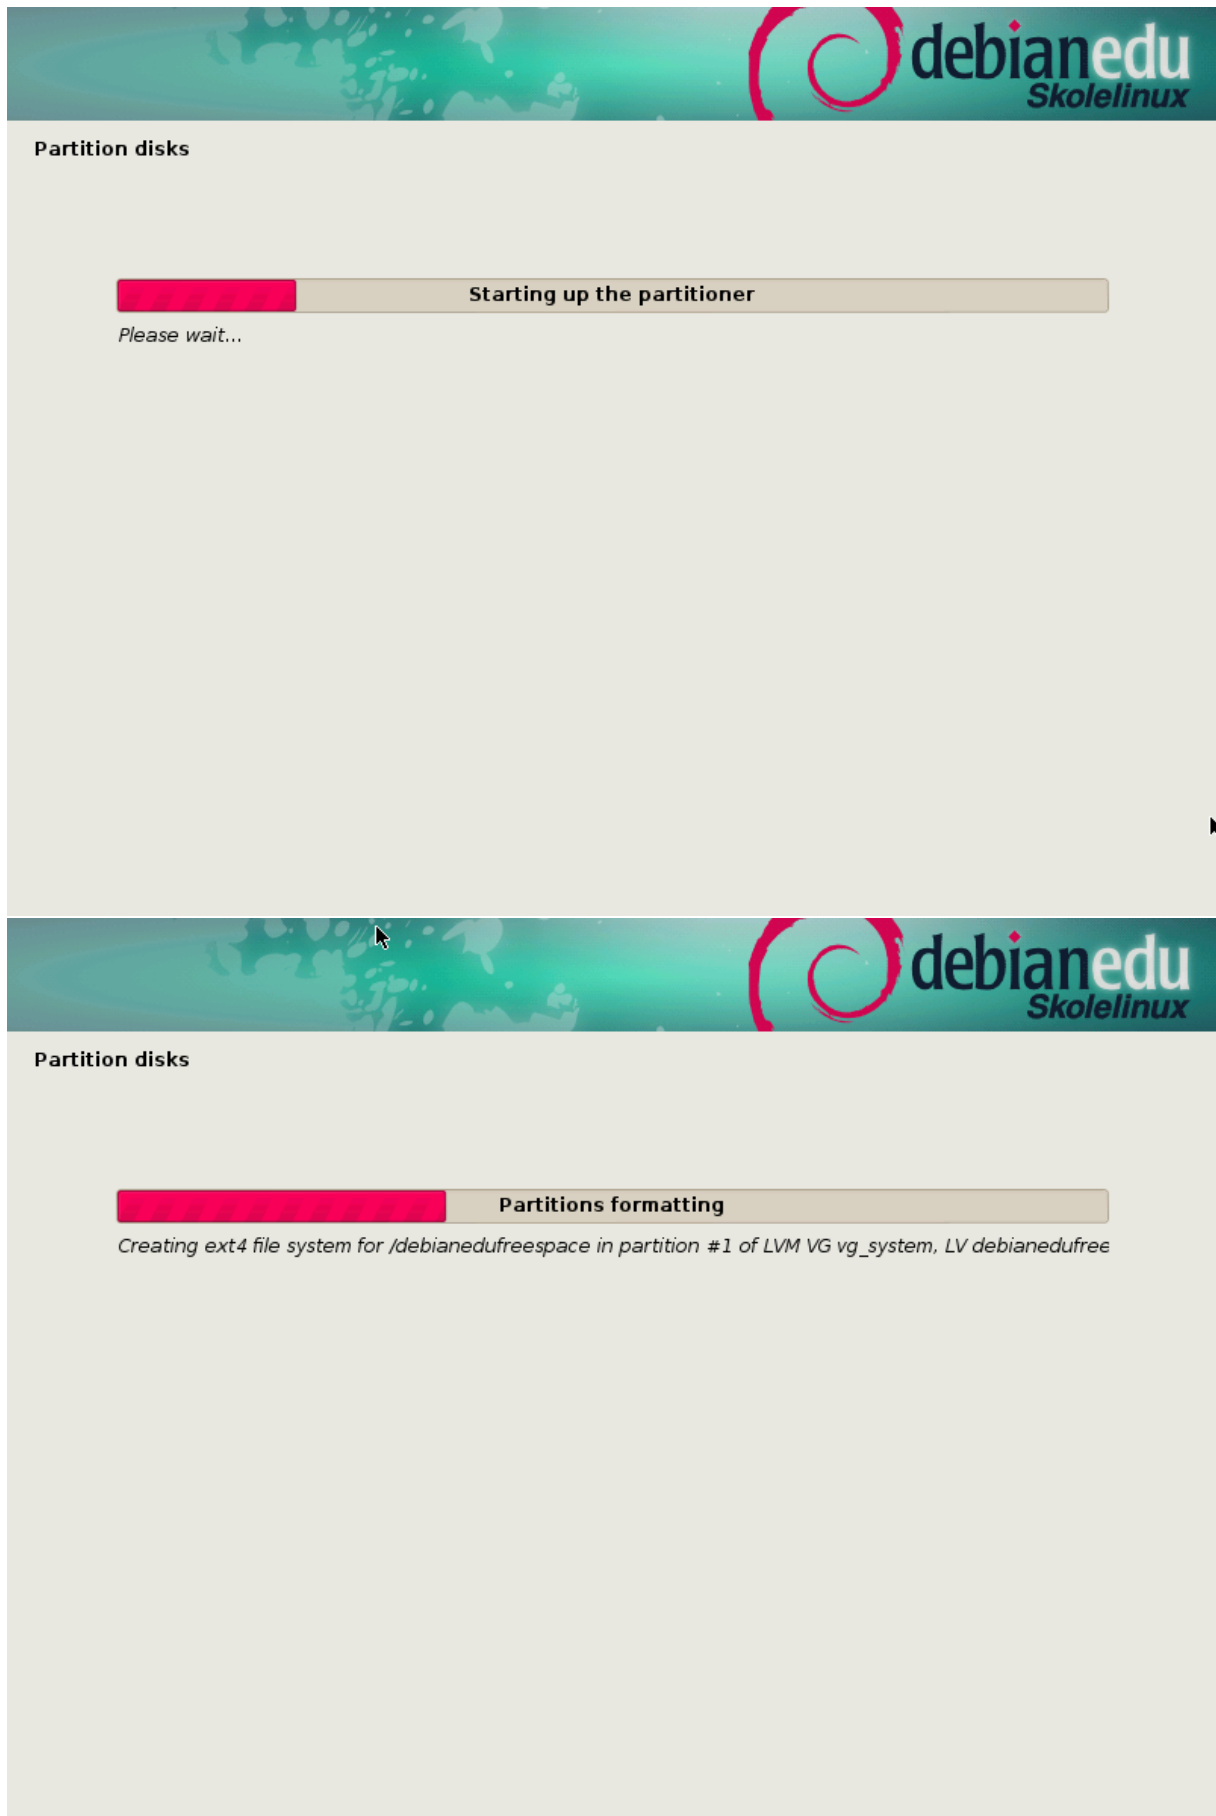 debianedu
Skolelinux
Partition disks
Starting up the partitioner
Please wait...
debianedu
Skolelinux
Partition disks
Partitions formatting
Creating ext4 file system for /debianedufreespace in partition #1 of LVM VG vg_system, LV debianedufree